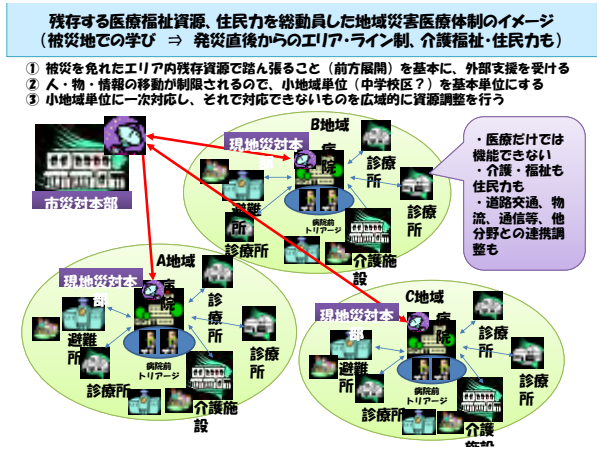 残存する医療福祉資源、住民力を総動員した地域災害医療体制のイメージ
（被災地での学び ⇒ 発災直後からのエリア・ライン制、介護福祉・住民力も）
① 被災を免れたエリア内残存資源で踏ん張ること（前方展開）を基本に、外部支援を受ける
② 人・物・情報の移動が制限されるので、小地域単位（中学校区？）を基本単位にする
③ 小地域単位に一次対応し、それで対応できないものを広域的に資源調整を行う
市災対本部
B地域
現地災対本部
病院
診療所
診療所
避難所
診療所
病院前
トリアージ
介護施設
・医療だけでは
機能できない
・介護・福祉も
住民力も
・道路交通、物
流、通信等、他
分野との連携調
整も
A地域
現地災対本
部
病院
診療所
診療所
避難所
診療所
病院前
トリアージ
介護施
設
C地域
現地災対本
部
病院
診療所
診療所
避難所
診療所
病院前
トリアージ
介護
施設